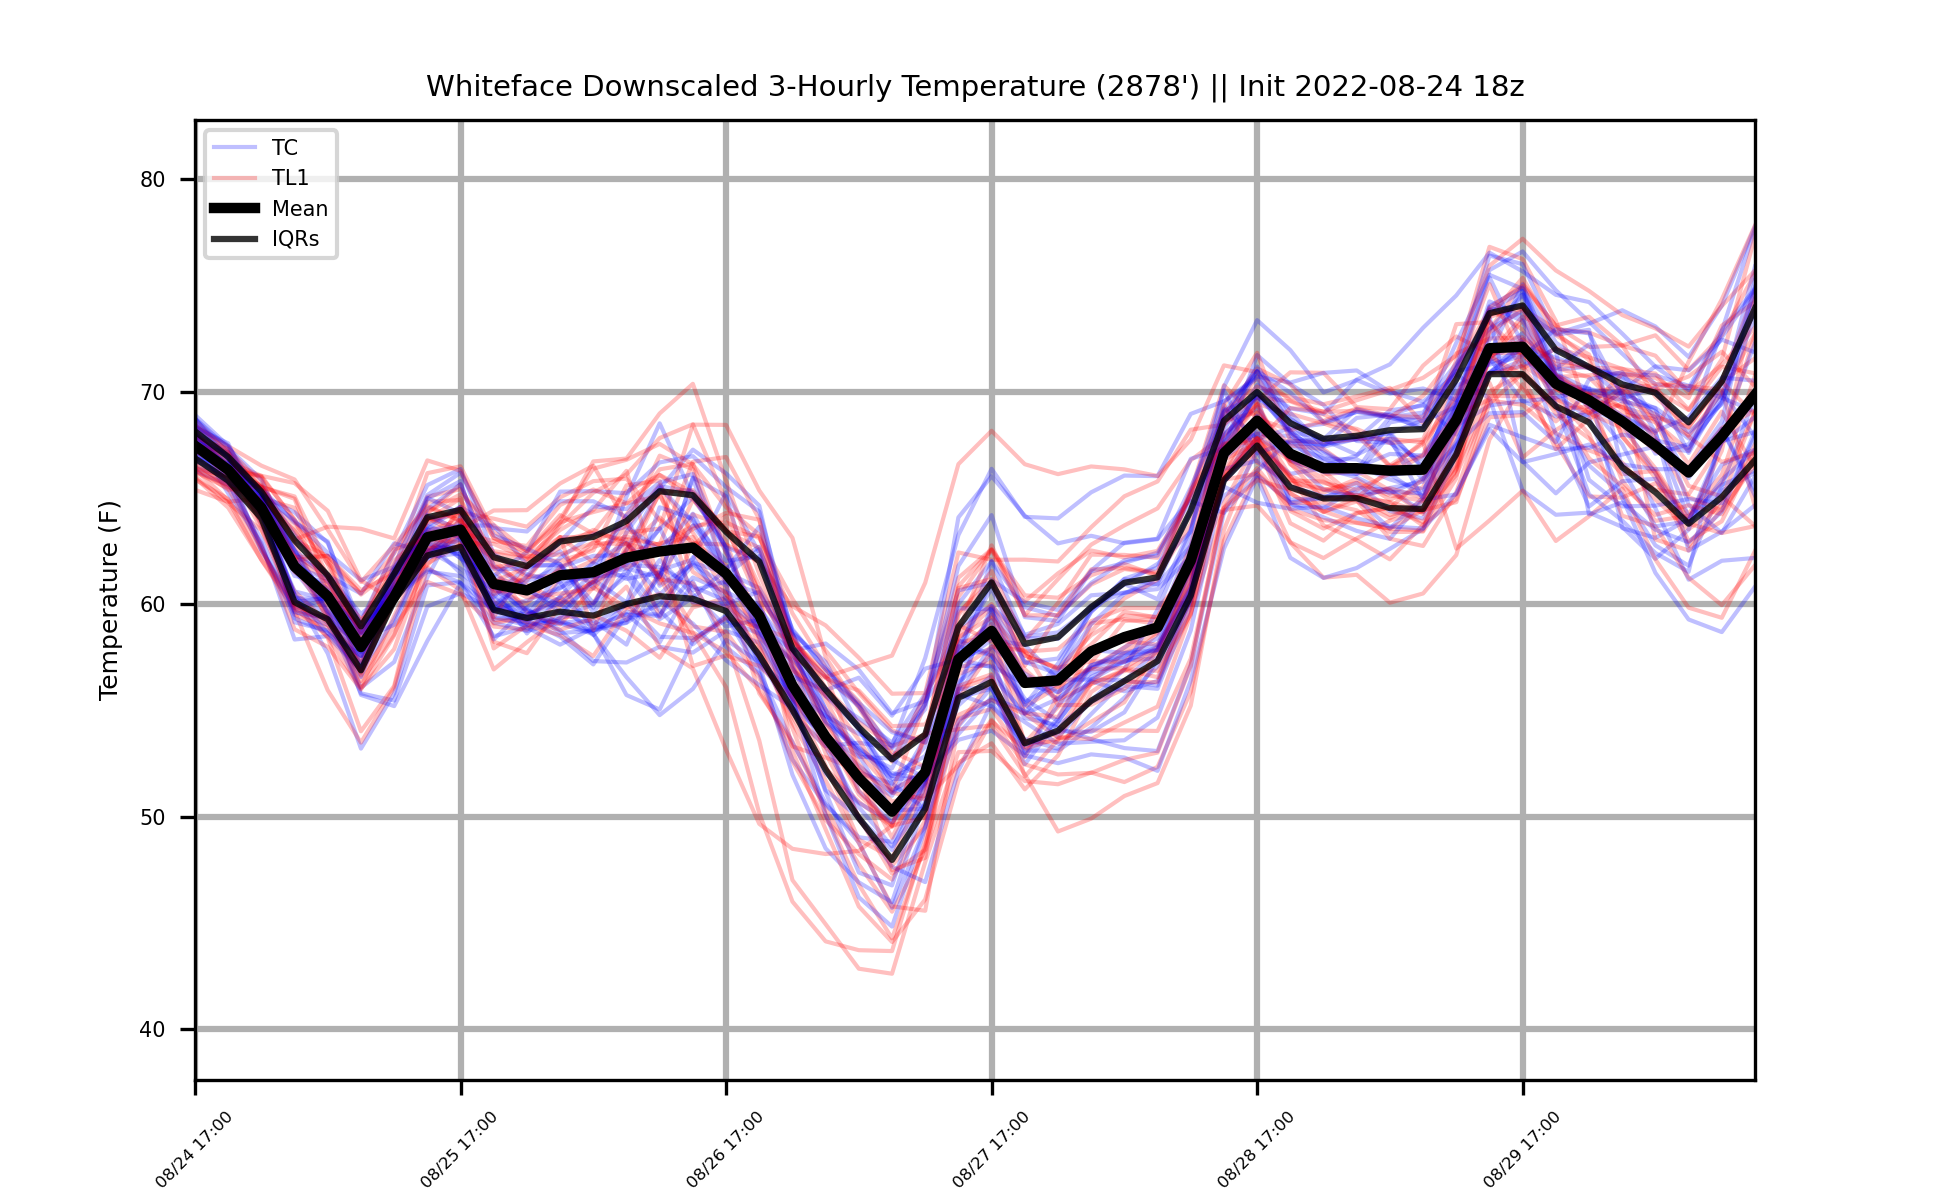 Whiteface Downscaled 3-Hourly Temperature (2878') || Init 2022-08-24 18z
TC
TL1
Mean
IQRs
Temperature (F)
80
70
60
50
40
08/24 17:00
08/25 17:00
08/26 17:00
08/27 17:00
08/28 17:00
08/29 17:00